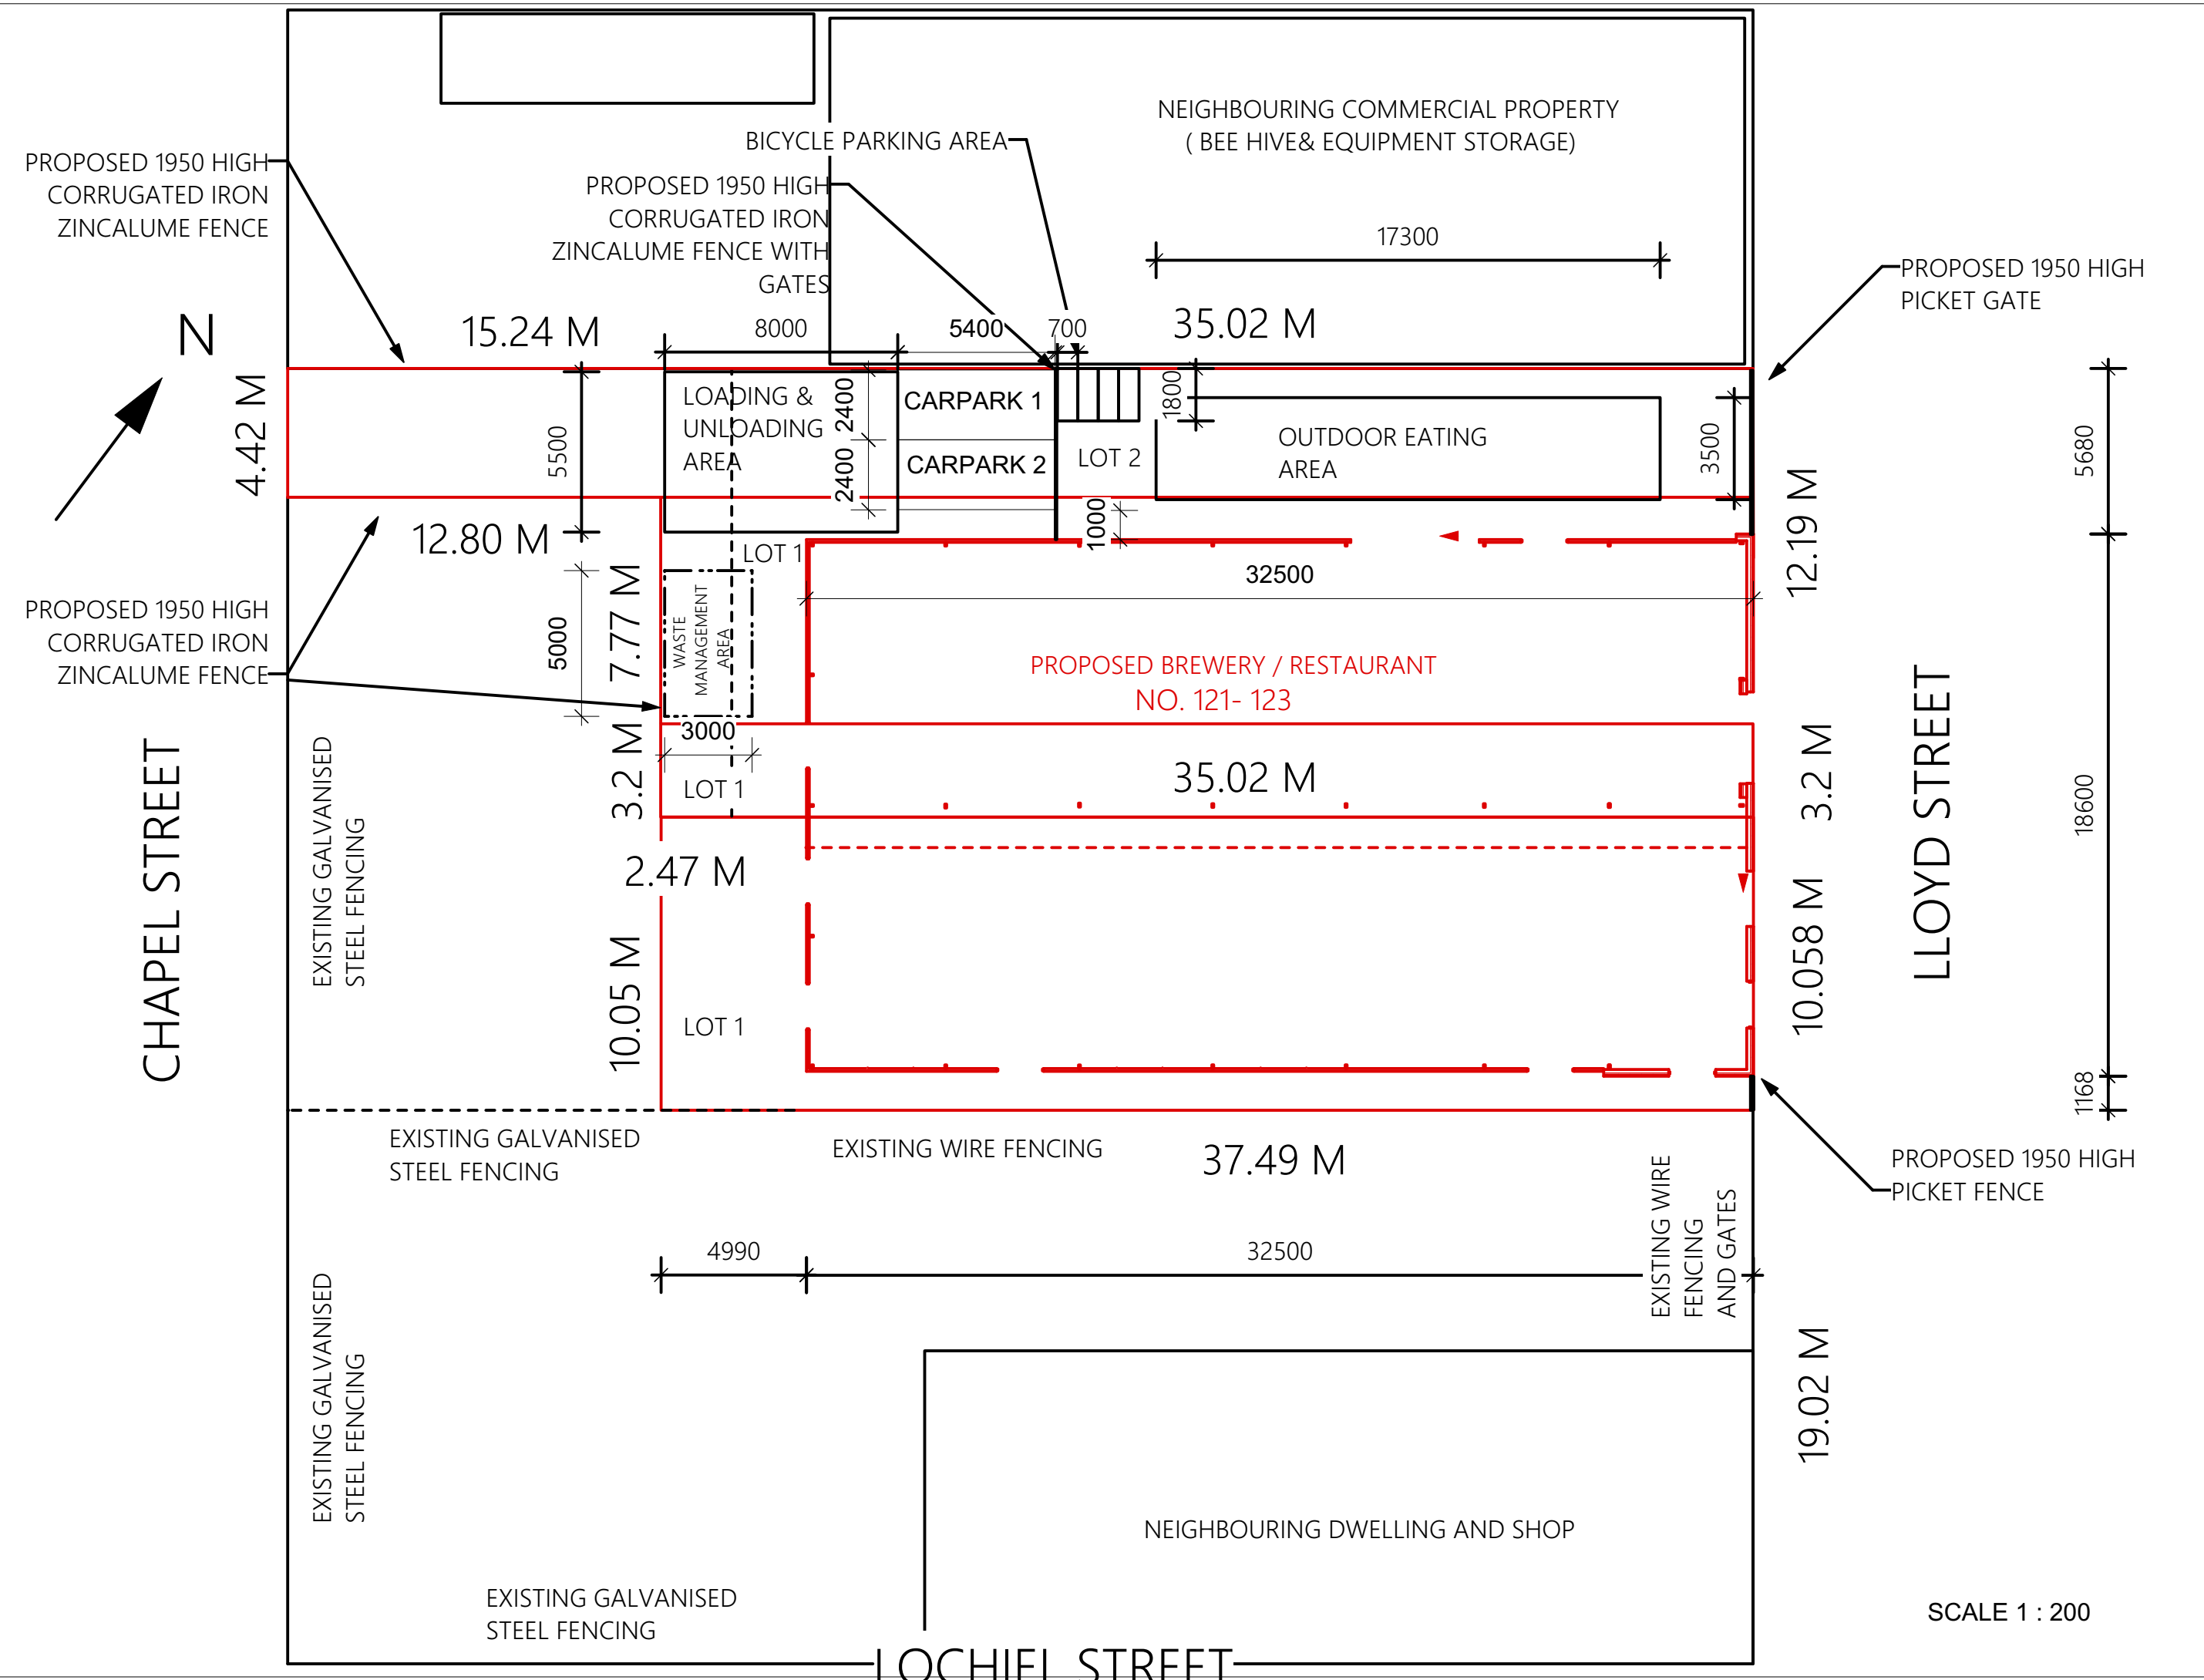 NEIGHBOURING COMMERCIAL PROPERTY
( BEE HIVE& EQUIPMENT STORAGE)
BICYCLE PARKING AREA
PROPOSED 1950 HIGH
CORRUGATED IRON
ZINCALUME FENCE
PROPOSED 1950 HIGH
CORRUGATED IRON
ZINCALUME FENCE WITH
GATES
17300
PROPOSED 1950 HIGH
PICKET GATE
N
15.24 M
8000
5400
700
35.02 M
4.42 M
5500
LOADING &
UNLOADING
AREA
2400
2400
CARPARK 1
CARPARK 2
1800
LOT 2
OUTDOOR EATING
AREA
3500
5680
12.19 M
12.80 M
LOT 1
1000
32500
PROPOSED 1950 HIGH
CORRUGATED IRON
ZINCALUME FENCE
5000
7.77 M
WASTE
MANAGEMENT
AREA
PROPOSED BREWERY / RESTAURANT
NO. 121- 123
3000
3.2 M
LOT 1
35.02 M
3.2 M
18600
CHAPEL STREET
EXISTING GALVANISED
STEEL FENCING
2.47 M
LLOYD STREET
10.05 M
LOT 1
10.058 M
1168
EXISTING GALVANISED
STEEL FENCING
EXISTING WIRE FENCING
37.49 M
EXISTING WIRE
FENCING
AND GATES
PROPOSED 1950 HIGH
PICKET FENCE
4990
32500
EXISTING GALVANISED
STEEL FENCING
19.02 M
NEIGHBOURING DWELLING AND SHOP
EXISTING GALVANISED
STEEL FENCING
SCALE 1 : 200
LOCHIEL STREET